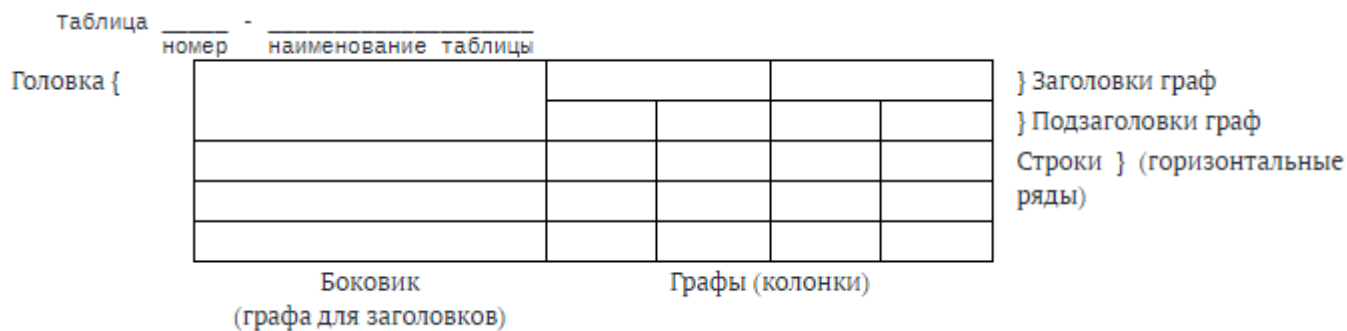 Таблица _____ - ____________________
номер наименование таблицы
Головка {
} Заголовки граф
} Подзаголовки граф
Строки } (горизонтальные
ряды)
Боковик
(графа для заголовков)
Графы (колонки)